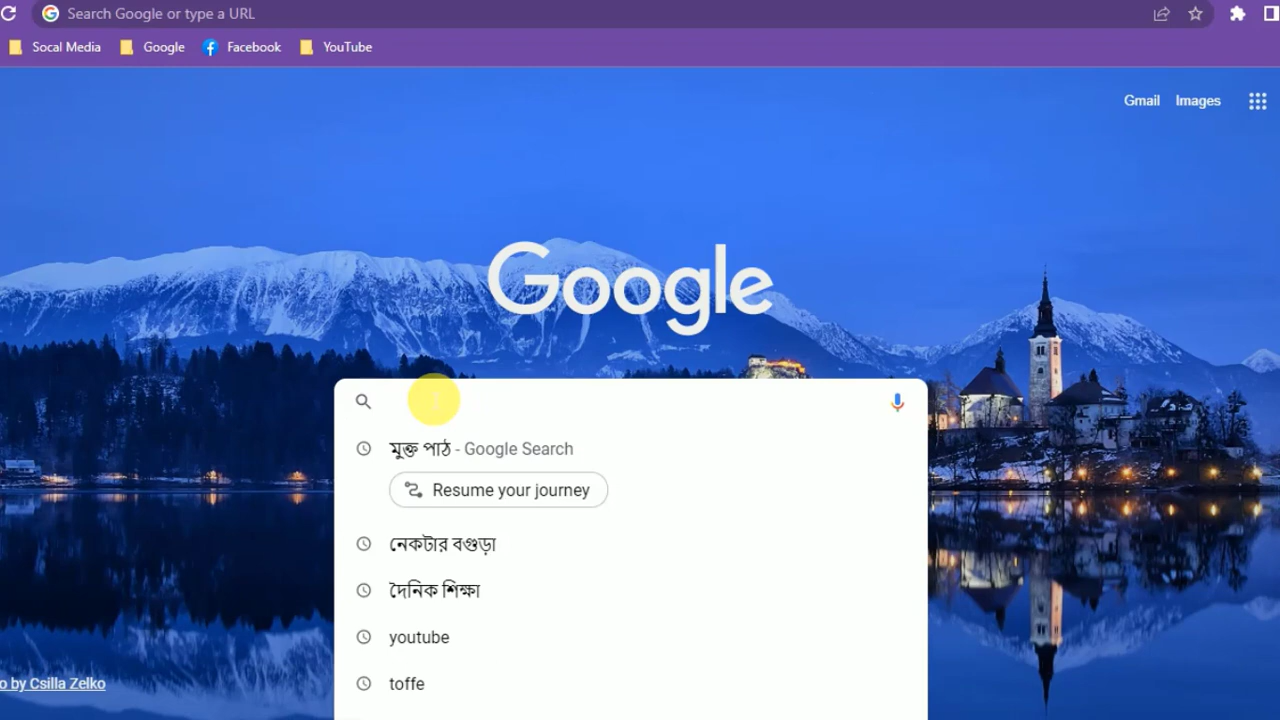 Search Google or type a URL
Socal Media Google Facebook YouTube
Gmail Images
Google
মুক্ত পাঠ - Google Search
Resume your journey
নেকটার বগুড়া
দৈনিক শিক্ষা
youtube
toffe
o by Csilla Zelko